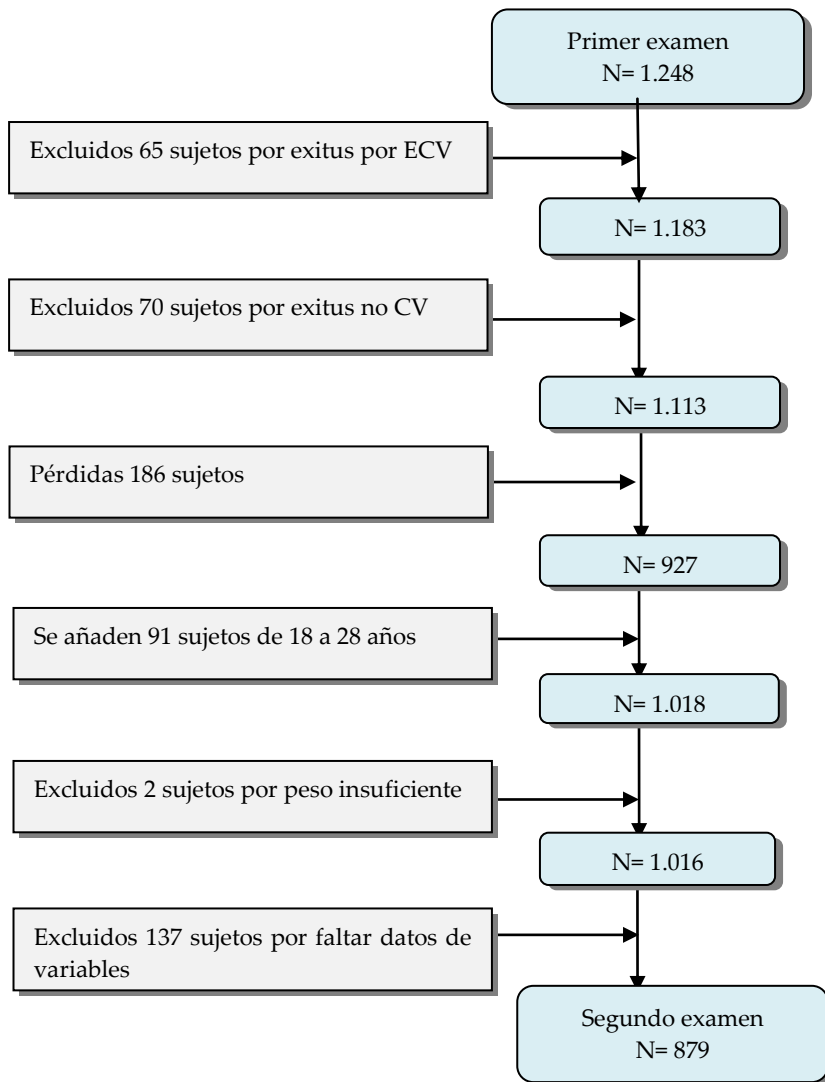 Primer examen
N= 1.248
Excluidos 65 sujetos por exitus por ECV
N= 1.183
Excluidos 70 sujetos por exitus no CV
N= 1.113
Pérdidas 186 sujetos
N= 927
Se añaden 91 sujetos de 18 a 28 años
N= 1.018
Excluidos 2 sujetos por peso insuficiente
N= 1.016
Excluidos 137 sujetos por faltar datos de
variables
Segundo examen
N= 879